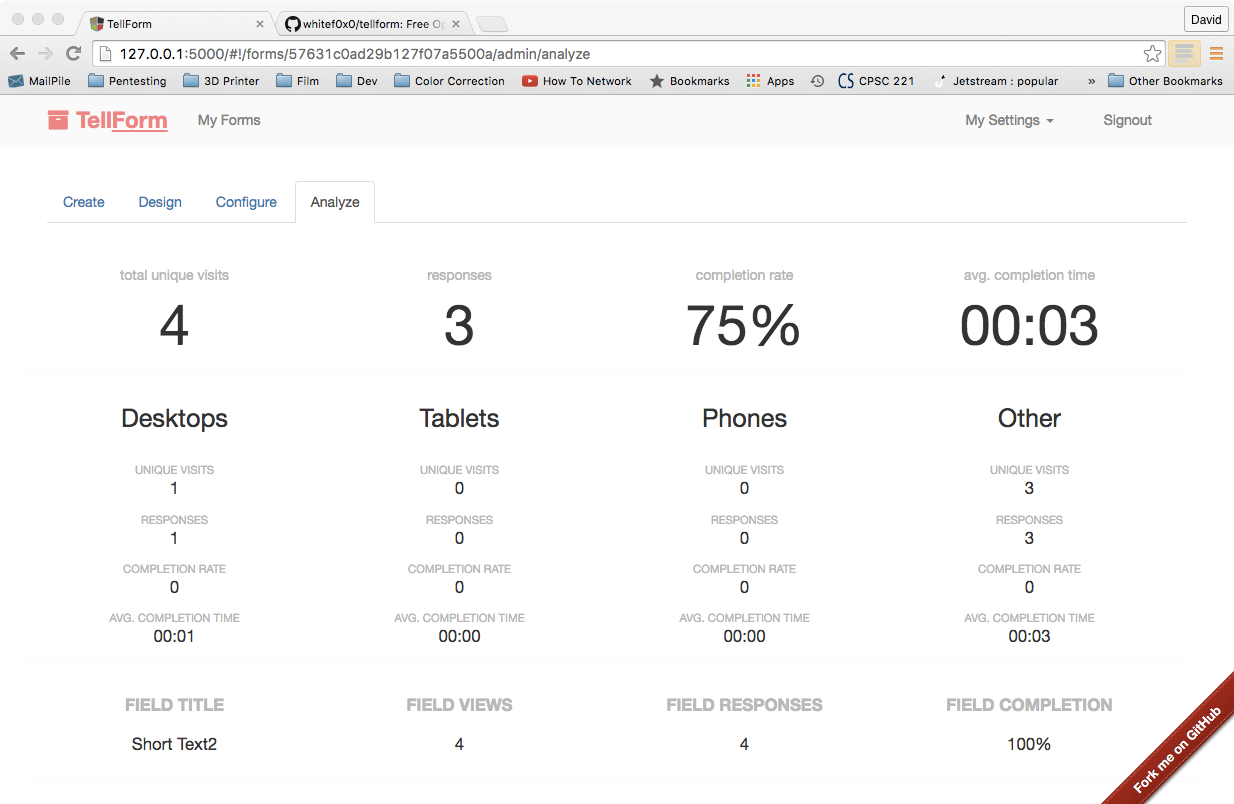 TellForm
whitef0x0/tellform: Free Op
David
127.0.0.1:5000/#!/forms/57631c0ad29b127f07a5500a/admin/analyze
MailPile Pentesting 3D Printer Film Dev Color Correction How To Network Bookmarks Apps CS CPSC 221 Jetstream : popular » Other Bookmarks
TellForm My Forms My Settings Signout
Create Design Configure Analyze
total unique visits responses completion rate avg. completion time
4 3 75% 00:03
Desktops Tablets Phones Other
UNIQUE VISITS UNIQUE VISITS UNIQUE VISITS UNIQUE VISITS
1 0 0 3
RESPONSES RESPONSES RESPONSES RESPONSES
1 0 0 3
COMPLETION RATE COMPLETION RATE COMPLETION RATE COMPLETION RATE
0 0 0 0
AVG. COMPLETION TIME AVG. COMPLETION TIME AVG. COMPLETION TIME AVG. COMPLETION TIME
00:01 00:00 00:00 00:03
FIELD TITLE FIELD VIEWS FIELD RESPONSES FIELD COMPLETION
Short Text2 4 4 100%
Fork me on GitHub